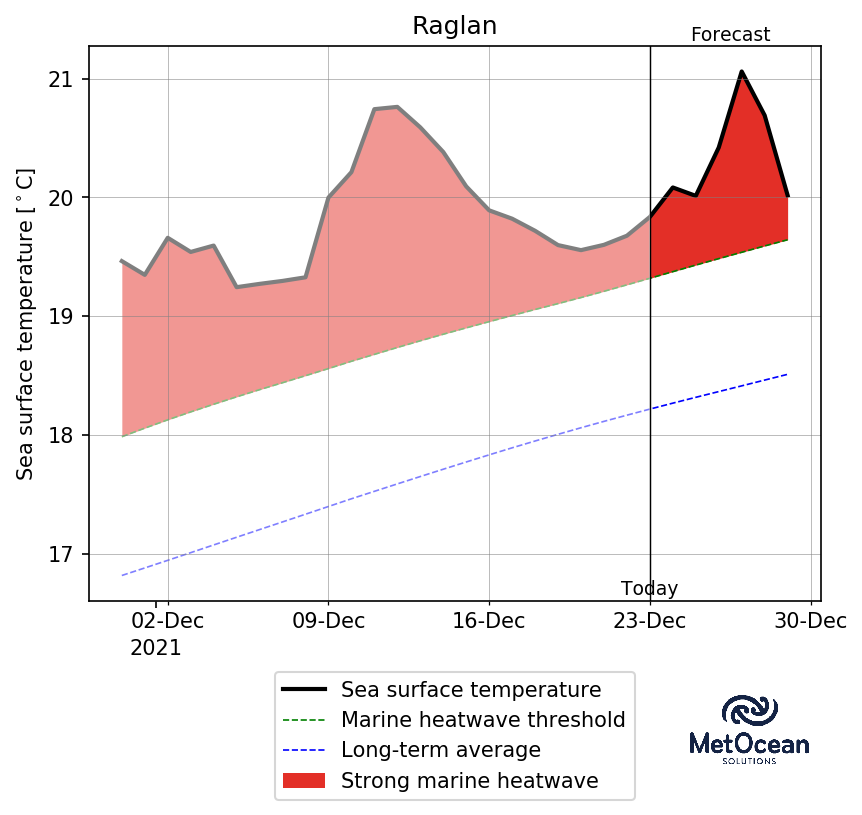 Raglan
Forecast
21
20
19
18
17
Sea surface temperature [°C]
Today
02-Dec 09-Dec 16-Dec 23-Dec 30-Dec
2021
Sea surface temperature
Marine heatwave threshold
Long-term average
Strong marine heatwave
MetOcean
SOLUTIONS